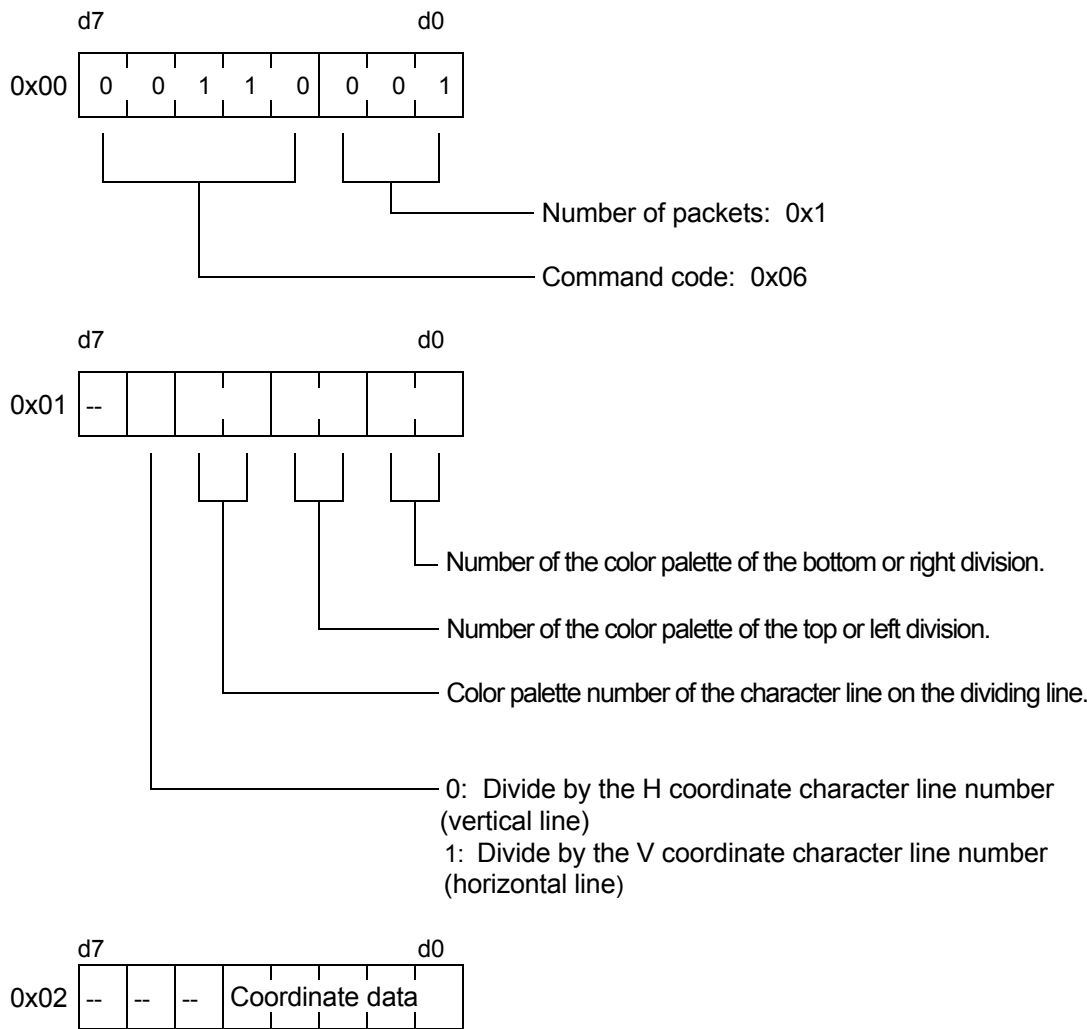 d7 d0
0x00 0 0 1 1 0 0 0 1
Number of packets: 0x1
Command code: 0x06
d7 d0
0x01 --
Number of the color palette of the bottom or right division.
Number of the color palette of the top or left division.
Color palette number of the character line on the dividing line.
0: Divide by the H coordinate character line number
(vertical line)
1: Divide by the V coordinate character line number
(horizontal line)
d7 d0
0x02 -- -- -- Coordinate data